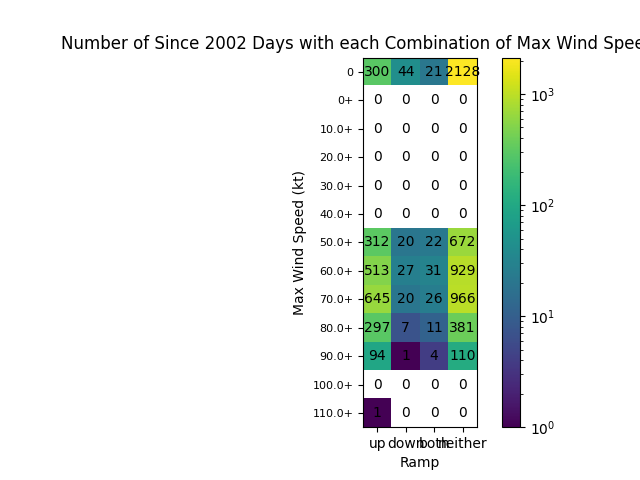 Number of Since 2002 Days with each Combination of Max Wind Spee
0 300 44 21 2128
0+ 0 0 0 0
10.0+ 0 0 0 0
20.0+ 0 0 0 0
30.0+ 0 0 0 0
40.0+ 0 0 0 0
50.0+ 312 20 22 672
60.0+ 513 27 31 929
70.0+ 645 20 26 966
80.0+ 297 7 11 381
90.0+ 94 1 4 110
100.0+ 0 0 0 0
110.0+ 1 0 0 0
up down both neither
Ramp
Max Wind Speed (kt)
10³
10²
10¹
10⁰